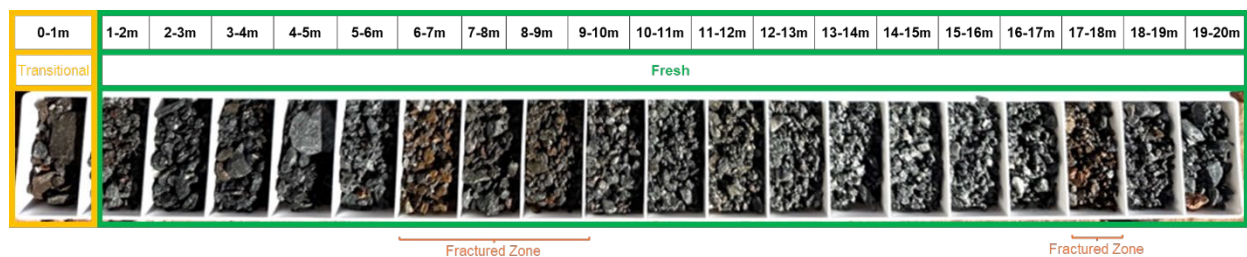 0-1m 1-2m 2-3m 3-4m 4-5m 5-6m 6-7m 7-8m 8-9m 9-10m 10-11m 11-12m 12-13m 13-14m 14-15m 15-16m 16-17m 17-18m 18-19m 19-20m
Transitional Fresh
Fractured Zone Fractured Zone